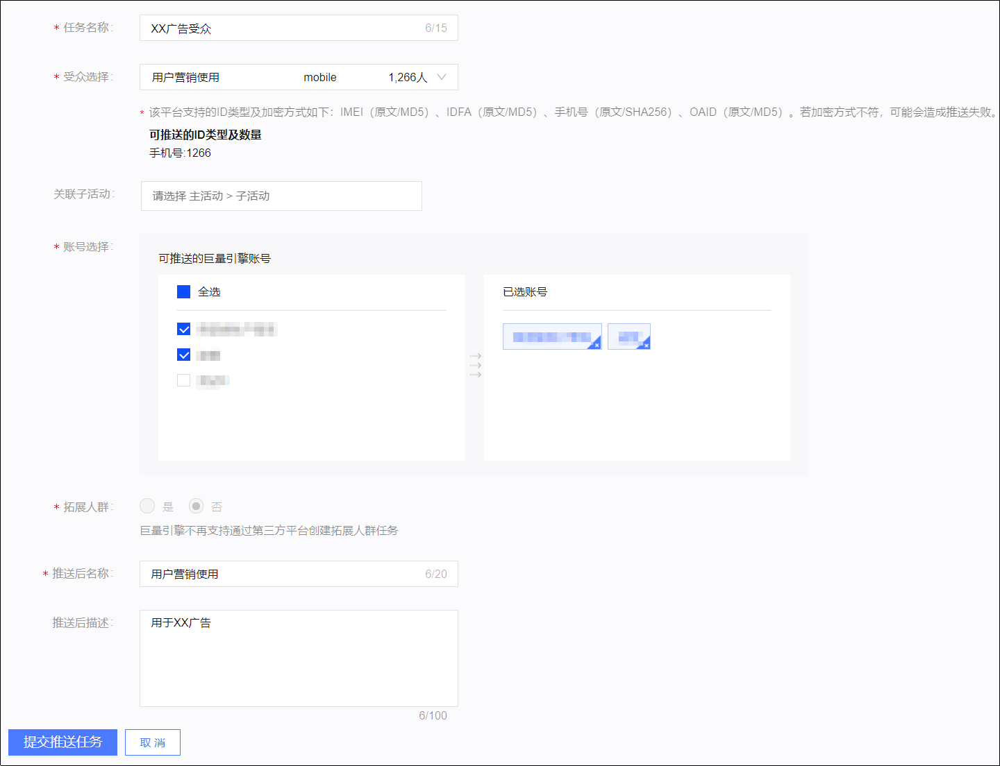 * 任务名称: XX广告受众 6/15
* 受众选择: 用户营销使用 mobile 1,266人
* 该平台支持的ID类型及加密方式如下：IMEI（原文/MD5）、IDFA（原文/MD5）、手机号（原文/SHA256）、OAID（原文/MD5）。若加密方式不符，可能会造成推送失败。
可推送的ID类型及数量
手机号:1266
关联子活动: 请选择 主活动 > 子活动
* 账号选择:
可推送的巨量引擎账号
全选 已选账号
* 拓展人群: 是 否
巨量引擎不再支持通过第三方平台创建拓展人群任务
* 推送后名称: 用户营销使用 6/20
推送后描述: 用于XX广告
6/100
提交推送任务 取 消